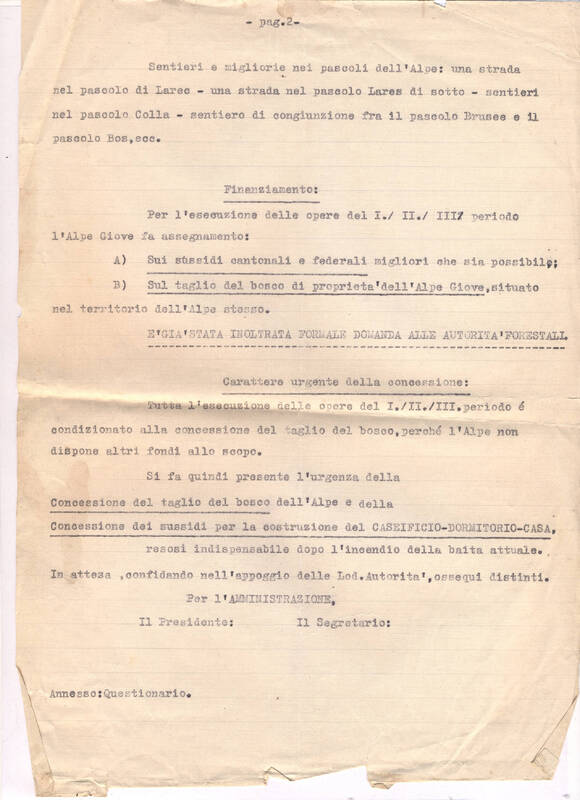 - pag.2-
Sentieri e migliorie nei pascoli dell'Alpe: una strada
nel pascolo di Larec - una strada nel pascolo Lares di sotto - sentieri
nel pascolo Colla - sentiero di congiunzione fra il pascolo Brusee e il
pascolo Bos,ecc.
Finanziamento:
Per l'esecuzione delle opere del I./ II./ III/ periodo
l'Alpe Giove fa assegnamento:
A) Sui sussidi cantonali e federali migliori che sia possibile;
B) Sul taglio del bosco di proprieta'dell'Alpe Giove,situato
nel territorio dell'Alpe stesso.
E'GIA'STATA INOLTRATA FORMALE DOMANDA ALLE AUTORITA'FORESTALI.
Carattere urgente della concessione:
Tutta l'esecuzione delle opere del I./II./III.periodo é
condizionato alla concessione del taglio del bosco,perché l'Alpe non
dispone altri fondi allo scopo.
Si fa quindi presente l'urgenza della
Concessione del taglio del bosco dell'Alpe e della
Concessione dei sussidi per la costruzione del CASEIFICIO-DORMITORIO-CASA,
resosi indispensabile dopo l'incendio della baita attuale.
In atteza ,confidando nell'appoggio delle Lod.Autorita',ossequi distinti.
Per l'AMMINISTRAZIONE,
Il Presidente: Il Segretario:
Annesso:Questionario.